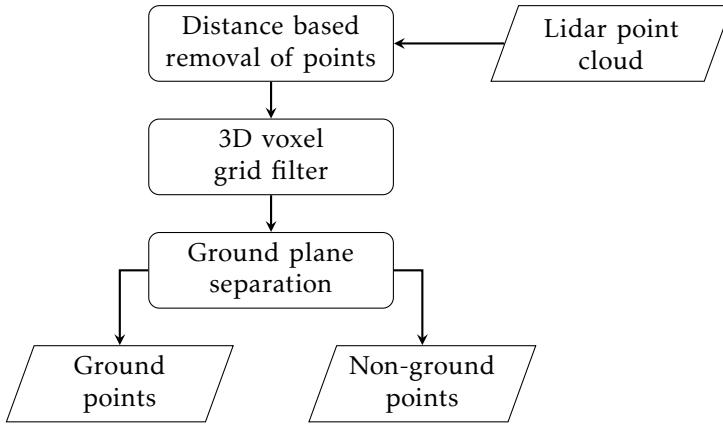 Distance based
removal of points
Lidar point
cloud
3D voxel
grid filter
Ground plane
separation
Ground
points
Non-ground
points